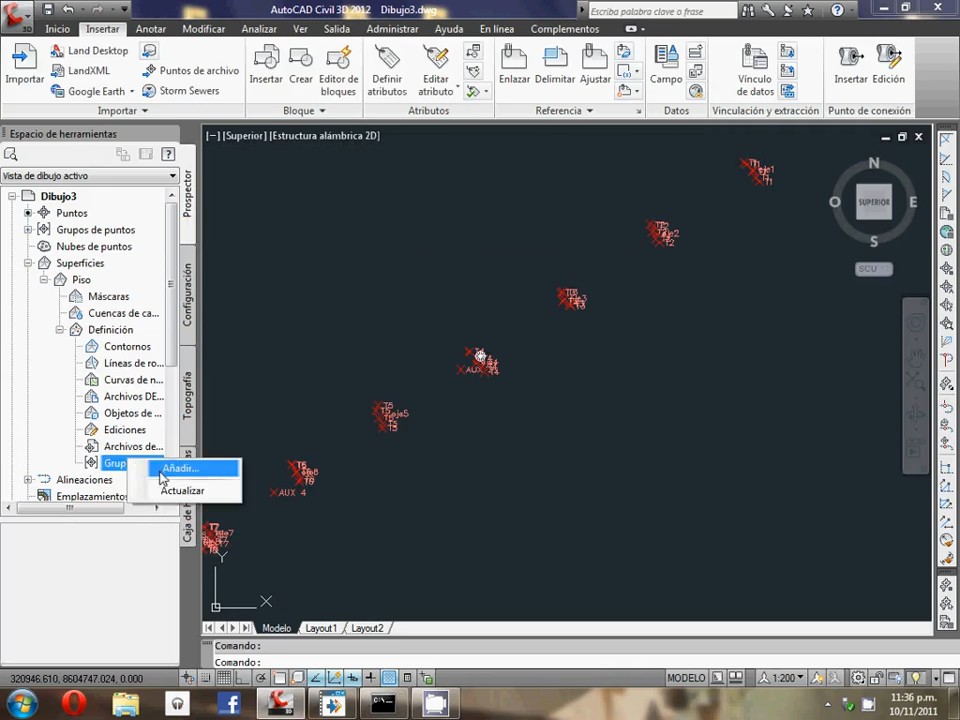 AutoCAD Civil 3D 2012 Dibujo3.dwg
Escriba palabra clave o frase
Inicio Insertar Anotar Modificar Analizar Ver Salida Administrar Ayuda En línea Complementos
Importar
Land Desktop
LandXML
Google Earth
Puntos de archivo
Storm Sewers
Insertar
Crear
Editor de bloques
Definir atributos
Editar atributo
Enlazar
Delimitar
Ajustar
Campo
Vínculo de datos
Insertar
Edición
Importar Bloque Atributos Referencia Datos Vinculación y extracción Punto de conexión
Espacio de herramientas
Vista de dibujo activo
Dibujo3
Puntos
Grupos de puntos
Nubes de puntos
Superficies
Piso
Máscaras
Cuencas de ca...
Definición
Contornos
Líneas de ro...
Curvas de n...
Archivos DE...
Objetos de ...
Ediciones
Archivos de...
Grup
Alineaciones
Emplazamientos
Añadir...
Actualizar
Prospector
Configuración
Topografía
[−] [Superior] [Estructura alámbrica 2D]
N
O SUPERIOR E
S
SCU
T1
T2
eje5
AUX 4
Y
X
Modelo Layout1 Layout2
Comando:
Comando:
320946.610, 8604747.024, 0.000
MODELO
1:200
11:36 p.m.
10/11/2011